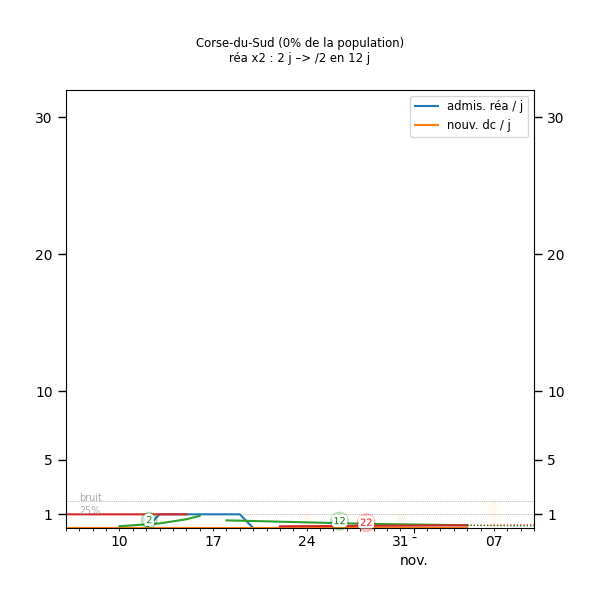 Corse-du-Sud (0% de la population)
réa x2 : 2 j –> /2 en 12 j
admis. réa / j
nouv. dc / j
30 30
20 20
10 10
5 5
bruit
25%
1 1
2 12 22
10 17 24 31 07
nov.